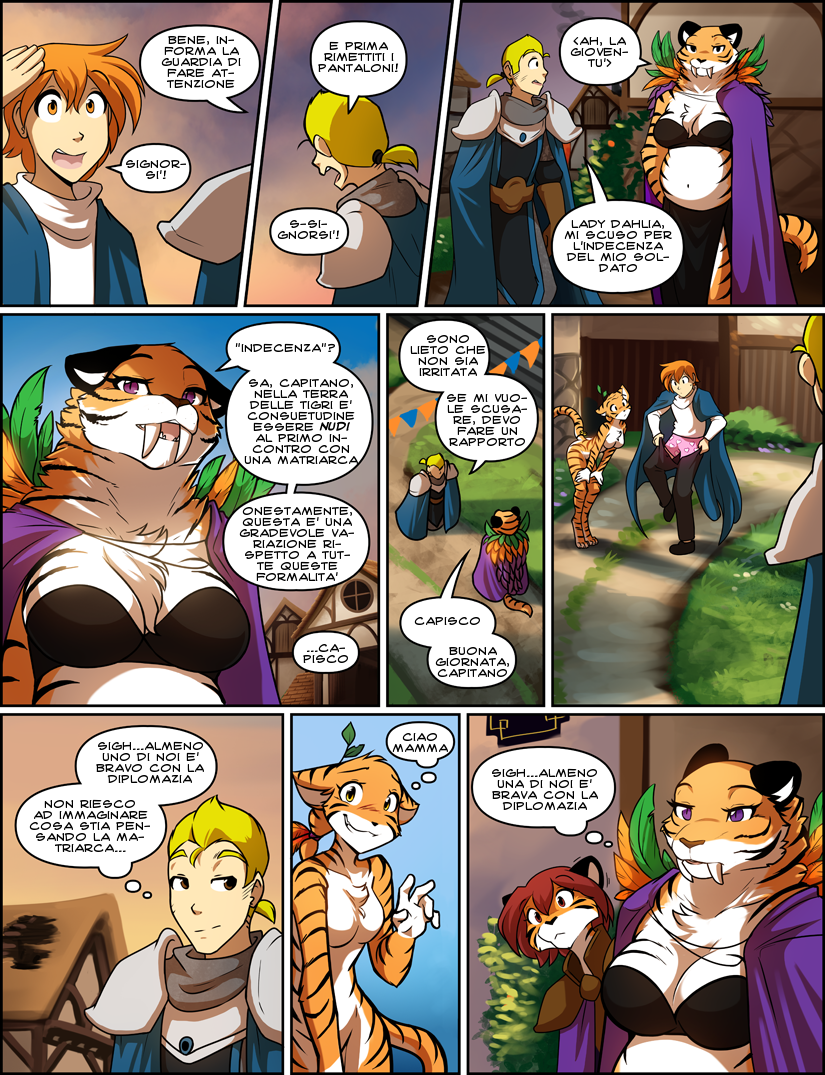 BENE, IN-
FORMA LA
GUARDIA DI
FARE AT-
TENZIONE
SIGNOR-
SI'!
E PRIMA
RIMETTITI I
PANTALONI!
S-SI-
GNORSI'!
<AH, LA
GIOVEN-
TU'>
LADY DAHLIA,
MI SCUSO PER
L'INDECENZA
DEL MIO SOL-
DATO
"INDECENZA"?
SA, CAPITANO,
NELLA TERRA
DELLE TIGRI E'
CONSUETUDINE
ESSERE NUDI
AL PRIMO IN-
CONTRO CON
UNA MATRIARCA
ONESTAMENTE,
QUESTA E' UNA
GRADEVOLE VA-
RIAZIONE RI-
SPETTO A TUT-
TE QUESTE
FORMALITA'
...CA-
PISCO
SONO
LIETO CHE
NON SIA
IRRITATA
SE MI VUO-
LE SCUSA-
RE, DEVO
FARE UN
RAPPORTO
CAPISCO
BUONA
GIORNATA,
CAPITANO
SIGH...ALMENO
UNO DI NOI E'
BRAVO CON LA
DIPLOMAZIA
NON RIESCO
AD IMMAGINARE
COSA STIA PEN-
SANDO LA MA-
TRIARCA...
CIAO
MAMMA
SIGH...ALMENO
UNA DI NOI E'
BRAVA CON LA
DIPLOMAZIA